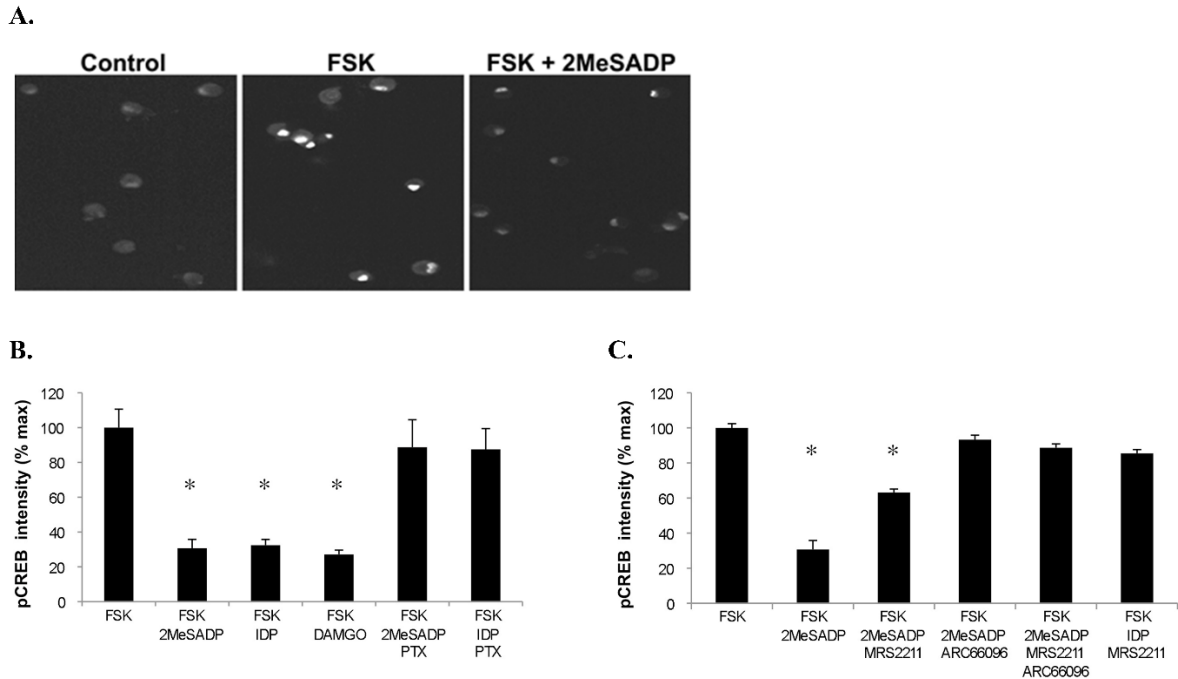 A.
Control
FSK
FSK + 2MeSADP
B.
pCREB intensity (% max)
120
100
80
60
40
20
0
*
*
*
FSK
FSK
2MeSADP
FSK
IDP
FSK
DAMGO
FSK
2MeSADP
PTX
FSK
IDP
PTX
C.
pCREB intensity (% max)
120
100
80
60
40
20
0
*
*
FSK
FSK
2MeSADP
FSK
2MeSADP
MRS2211
FSK
2MeSADP
ARC66096
FSK
2MeSADP
MRS2211
ARC66096
FSK
IDP
MRS2211